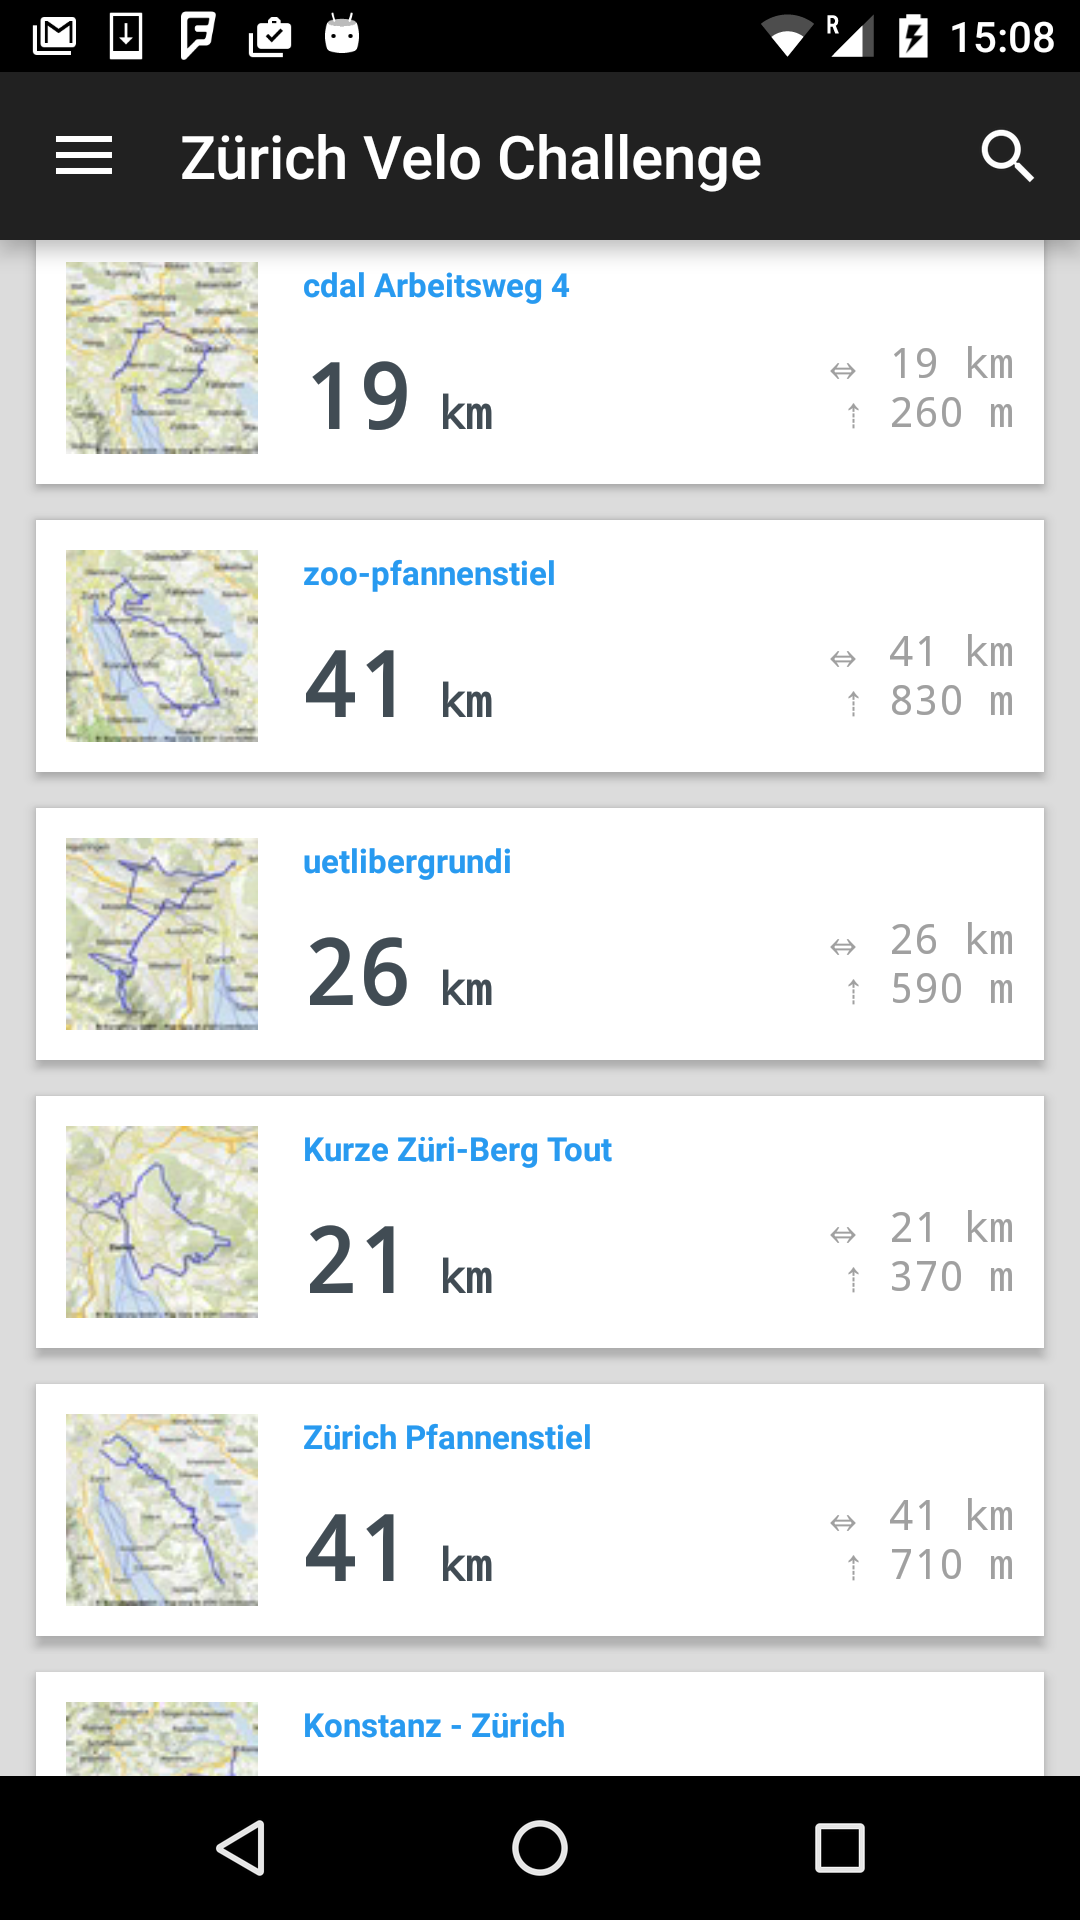 15:08
Zürich Velo Challenge
cdal Arbeitsweg 4
19 km
⇔ 19 km
⇡ 260 m
zoo-pfannenstiel
41 km
⇔ 41 km
⇡ 830 m
uetlibergrundi
26 km
⇔ 26 km
⇡ 590 m
Kurze Züri-Berg Tout
21 km
⇔ 21 km
⇡ 370 m
Zürich Pfannenstiel
41 km
⇔ 41 km
⇡ 710 m
Konstanz - Zürich